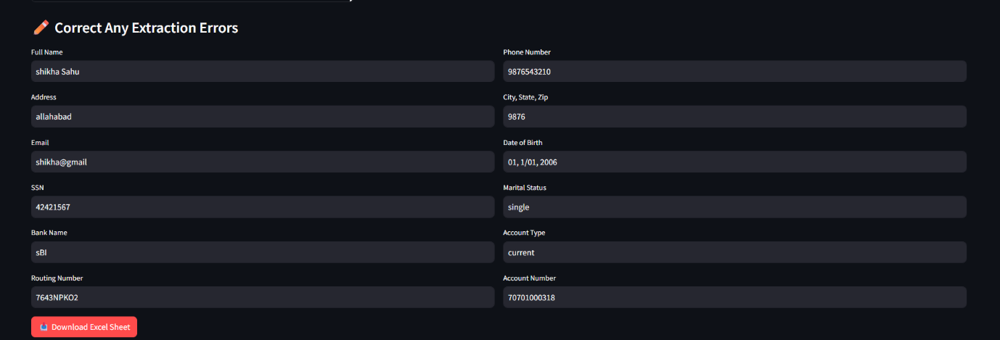 Correct Any Extraction Errors
Full Name
shikha Sahu
Phone Number
9876543210
Address
allahabad
City, State, Zip
9876
Email
shikha@gmail
Date of Birth
01, 1/01, 2006
SSN
42421567
Marital Status
single
Bank Name
sBI
Account Type
current
Routing Number
7643NPKO2
Account Number
70701000318
Download Excel Sheet